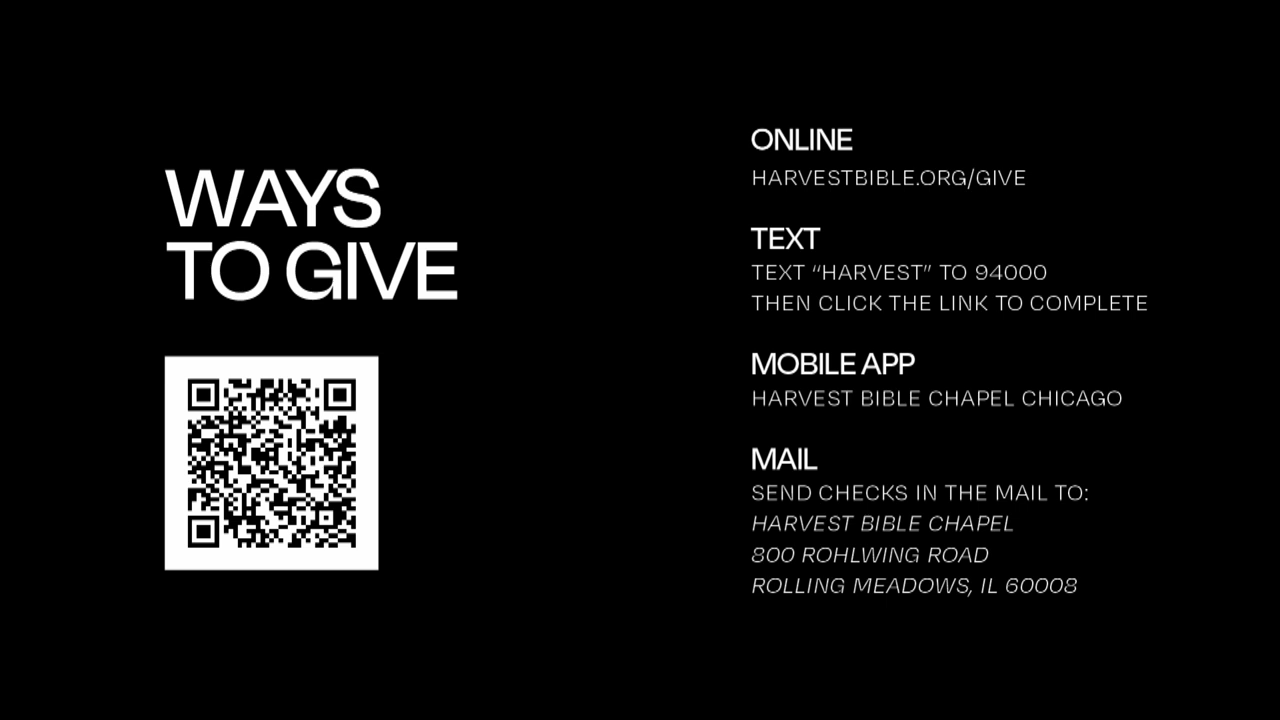 WAYS
TO GIVE
ONLINE
HARVESTBIBLE.ORG/GIVE
TEXT
TEXT “HARVEST” TO 94000
THEN CLICK THE LINK TO COMPLETE
MOBILE APP
HARVEST BIBLE CHAPEL CHICAGO
MAIL
SEND CHECKS IN THE MAIL TO:
HARVEST BIBLE CHAPEL
800 ROHLWING ROAD
ROLLING MEADOWS, IL 60008